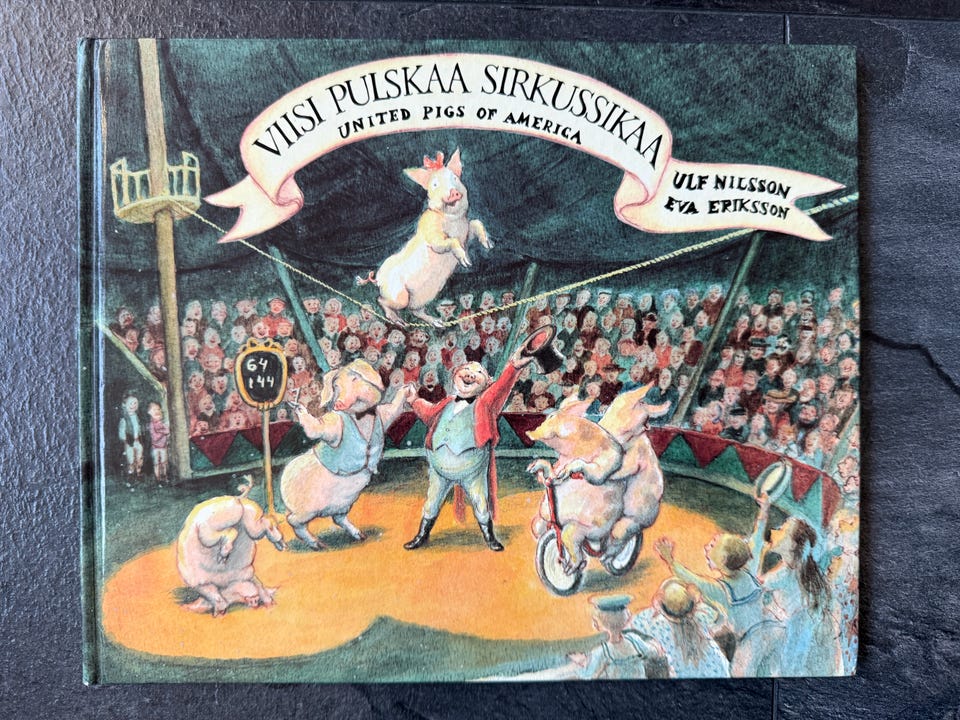 VIISI PULSKAA SIRKUSSIKAA
UNITED PIGS OF AMERICA
ULF NILSSON
EVA ERIKSSON
64
144